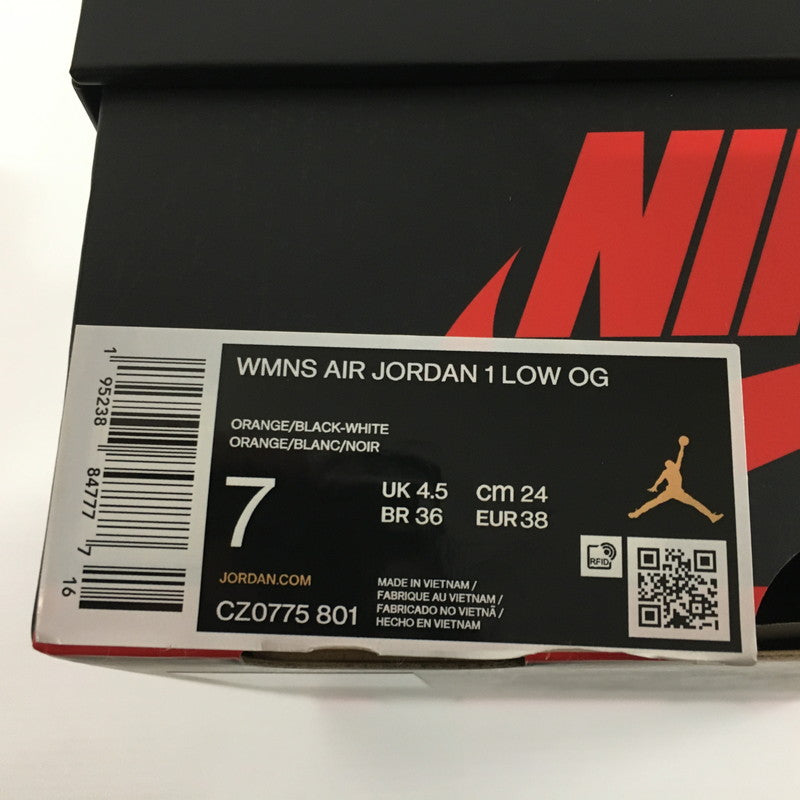 NI
WMNS AIR JORDAN 1 LOW OG
ORANGE/BLACK-WHITE
ORANGE/BLANC/NOIR
7
UK 4.5 cm 24
BR 36 EUR 38
JORDAN.COM
CZ0775 801
MADE IN VIETNAM /
FABRIQUE AU VIETNAM /
FABRICADO NO VIETNÃ /
HECHO EN VIETNAM
RFID
1 95238 84777 7 16